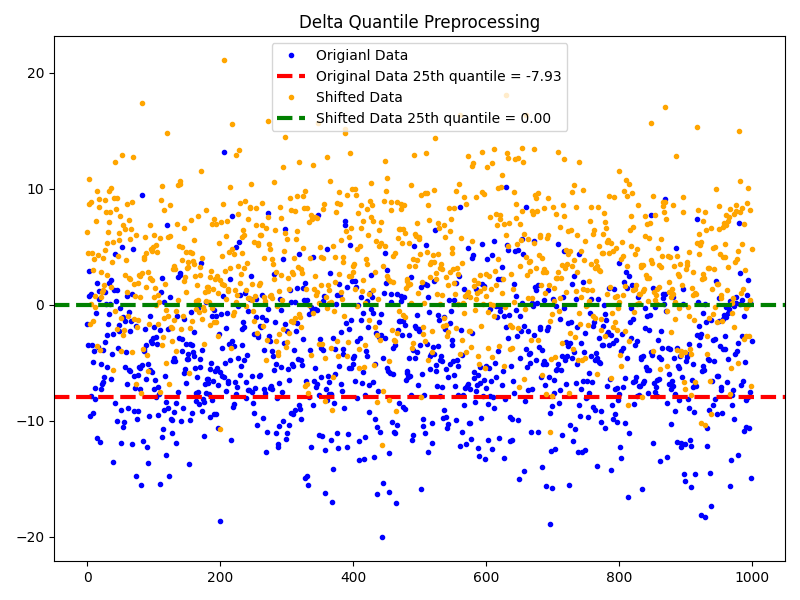 Delta Quantile Preprocessing
Origianl Data
Original Data 25th quantile = -7.93
Shifted Data
Shifted Data 25th quantile = 0.00
20
10
0
−10
−20
0 200 400 600 800 1000